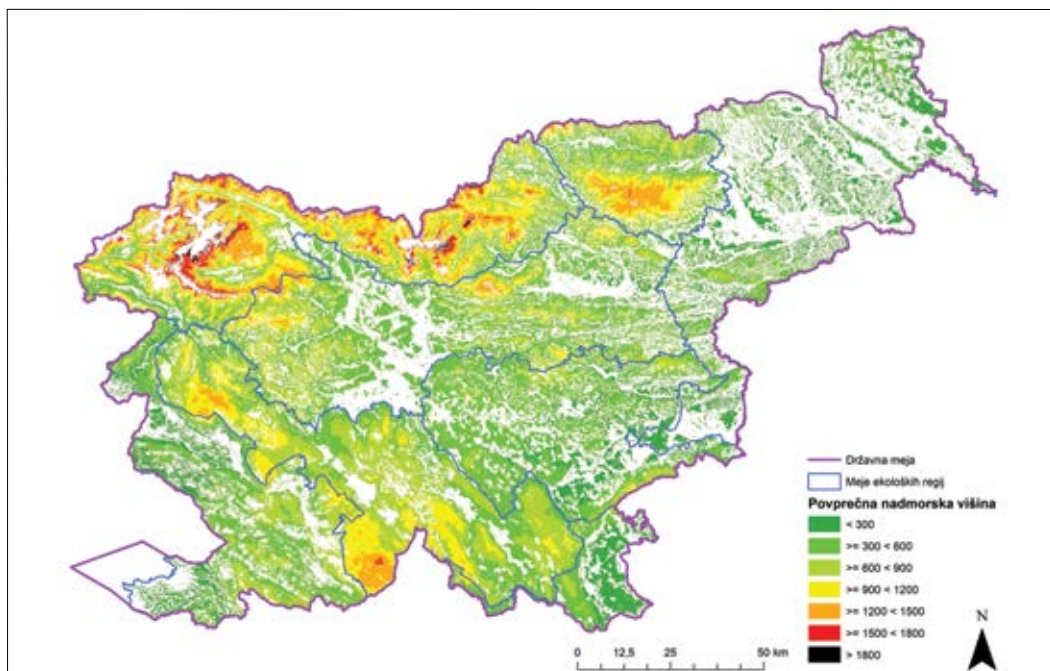 Državna meja
Meje ekoloških regij
Povprečna nadmorska višina
< 300
>= 300 < 600
>= 600 < 900
>= 900 < 1200
>= 1200 < 1500
>= 1500 < 1800
> 1800
N
0 12,5 25 50 km